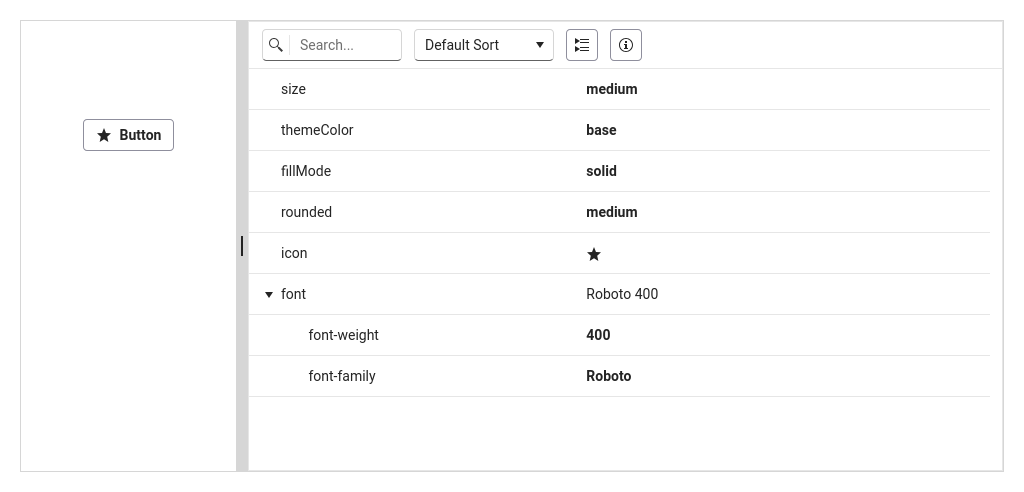 Button
Search...
Default Sort
size medium
themeColor base
fillMode solid
rounded medium
icon
font Roboto 400
font-weight 400
font-family Roboto